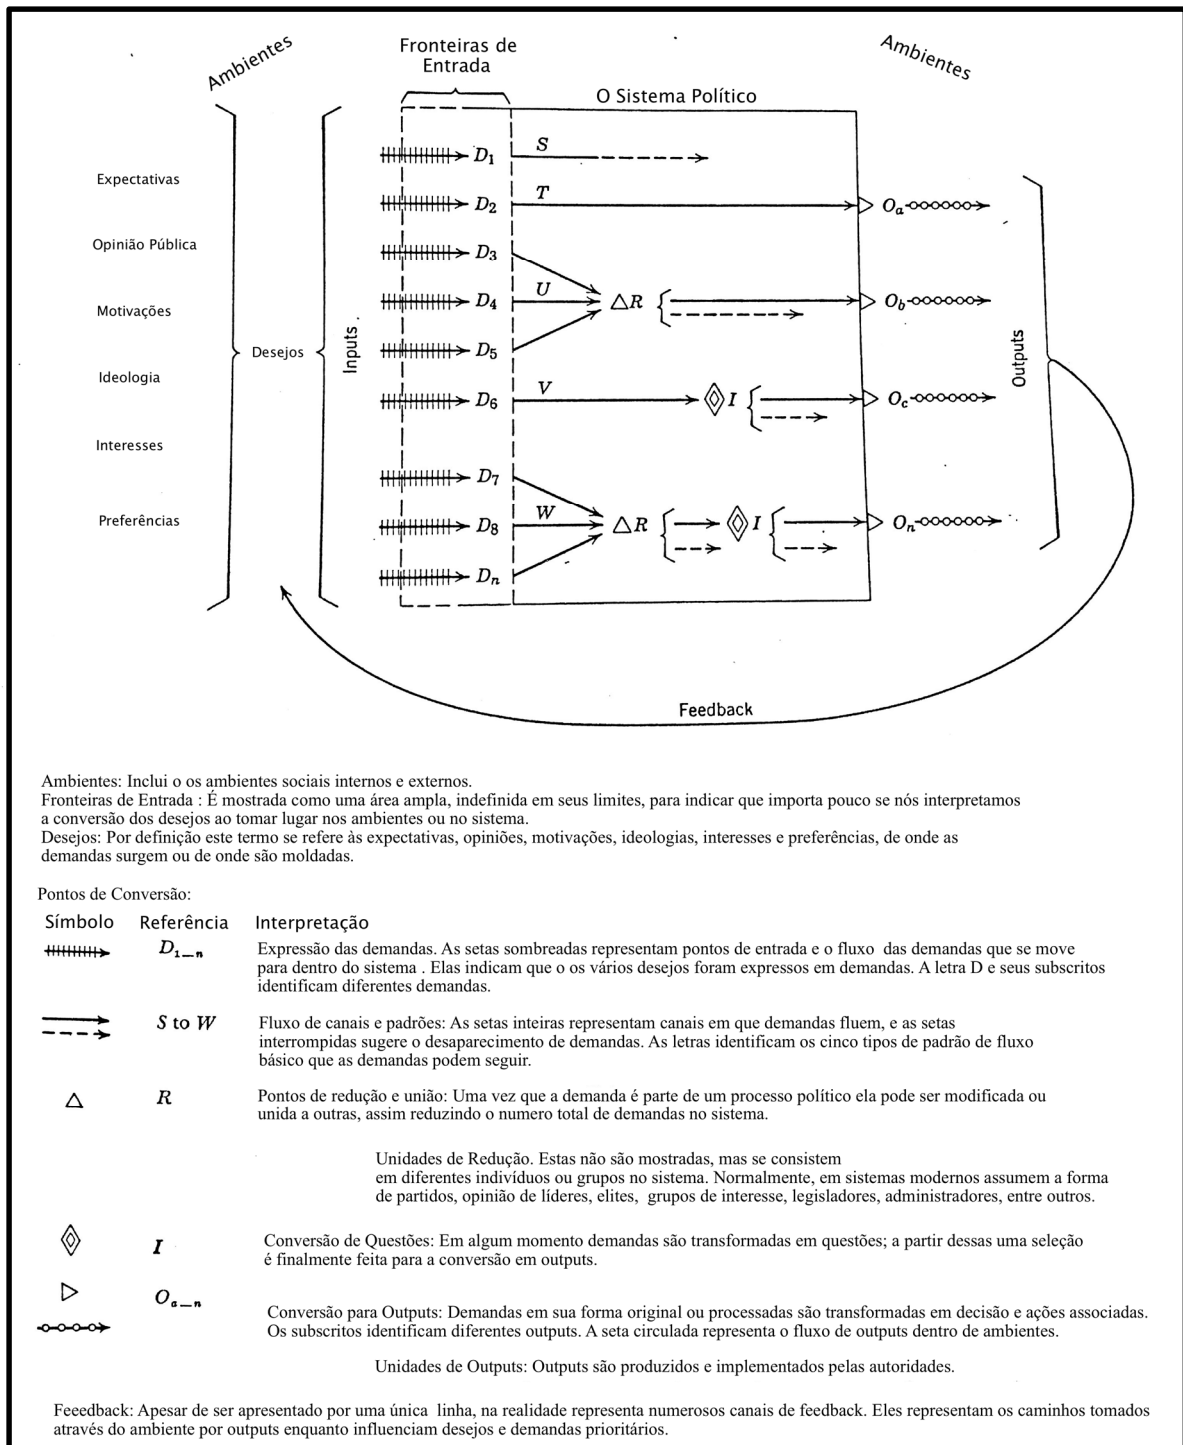 Ambientes
Fronteiras de
Entrada
Ambientes
O Sistema Político
Expectativas
Opinião Pública
Motivações
Ideologia
Interesses
Preferências
Desejos
Inputs
D1
S
D2
T
Oa
D3
D4
U
R
Ob
D5
D6
V
I
Oc
D7
D8
W
R
I
On
Dn
Outputs
Feedback
Ambientes: Inclui o os ambientes sociais internos e externos.
Fronteiras de Entrada : É mostrada como uma área ampla, indefinida em seus limites, para indicar que importa pouco se nós interpretamos
a conversão dos desejos ao tomar lugar nos ambientes ou no sistema.
Desejos: Por definição este termo se refere às expectativas, opiniões, motivações, ideologias, interesses e preferências, de onde as
demandas surgem ou de onde são moldadas.
Pontos de Conversão:
Símbolo Referência Interpretação
D1—n Expressão das demandas. As setas sombreadas representam pontos de entrada e o fluxo das demandas que se move
para dentro do sistema . Elas indicam que o os vários desejos foram expressos em demandas. A letra D e seus subscritos
identificam diferentes demandas.
S to W Fluxo de canais e padrões: As setas inteiras representam canais em que demandas fluem, e as setas
interrompidas sugere o desaparecimento de demandas. As letras identificam os cinco tipos de padrão de fluxo
básico que as demandas podem seguir.
R Pontos de redução e união: Uma vez que a demanda é parte de um processo político ela pode ser modificada ou
unida a outras, assim reduzindo o numero total de demandas no sistema.
Unidades de Redução. Estas não são mostradas, mas se consistem
em diferentes indivíduos ou grupos no sistema. Normalmente, em sistemas modernos assumem a forma
de partidos, opinião de líderes, elites, grupos de interesse, legisladores, administradores, entre outros.
I Conversão de Questões: Em algum momento demandas são transformadas em questões; a partir dessas uma seleção
é finalmente feita para a conversão em outputs.
Oa—n Conversão para Outputs: Demandas em sua forma original ou processadas são transformadas em decisão e ações associadas.
Os subscritos identificam diferentes outputs. A seta circulada representa o fluxo de outputs dentro de ambientes.
Unidades de Outputs: Outputs são produzidos e implementados pelas autoridades.
Feeedback: Apesar de ser apresentado por uma única linha, na realidade representa numerosos canais de feedback. Eles representam os caminhos tomados
através do ambiente por outputs enquanto influenciam desejos e demandas prioritários.